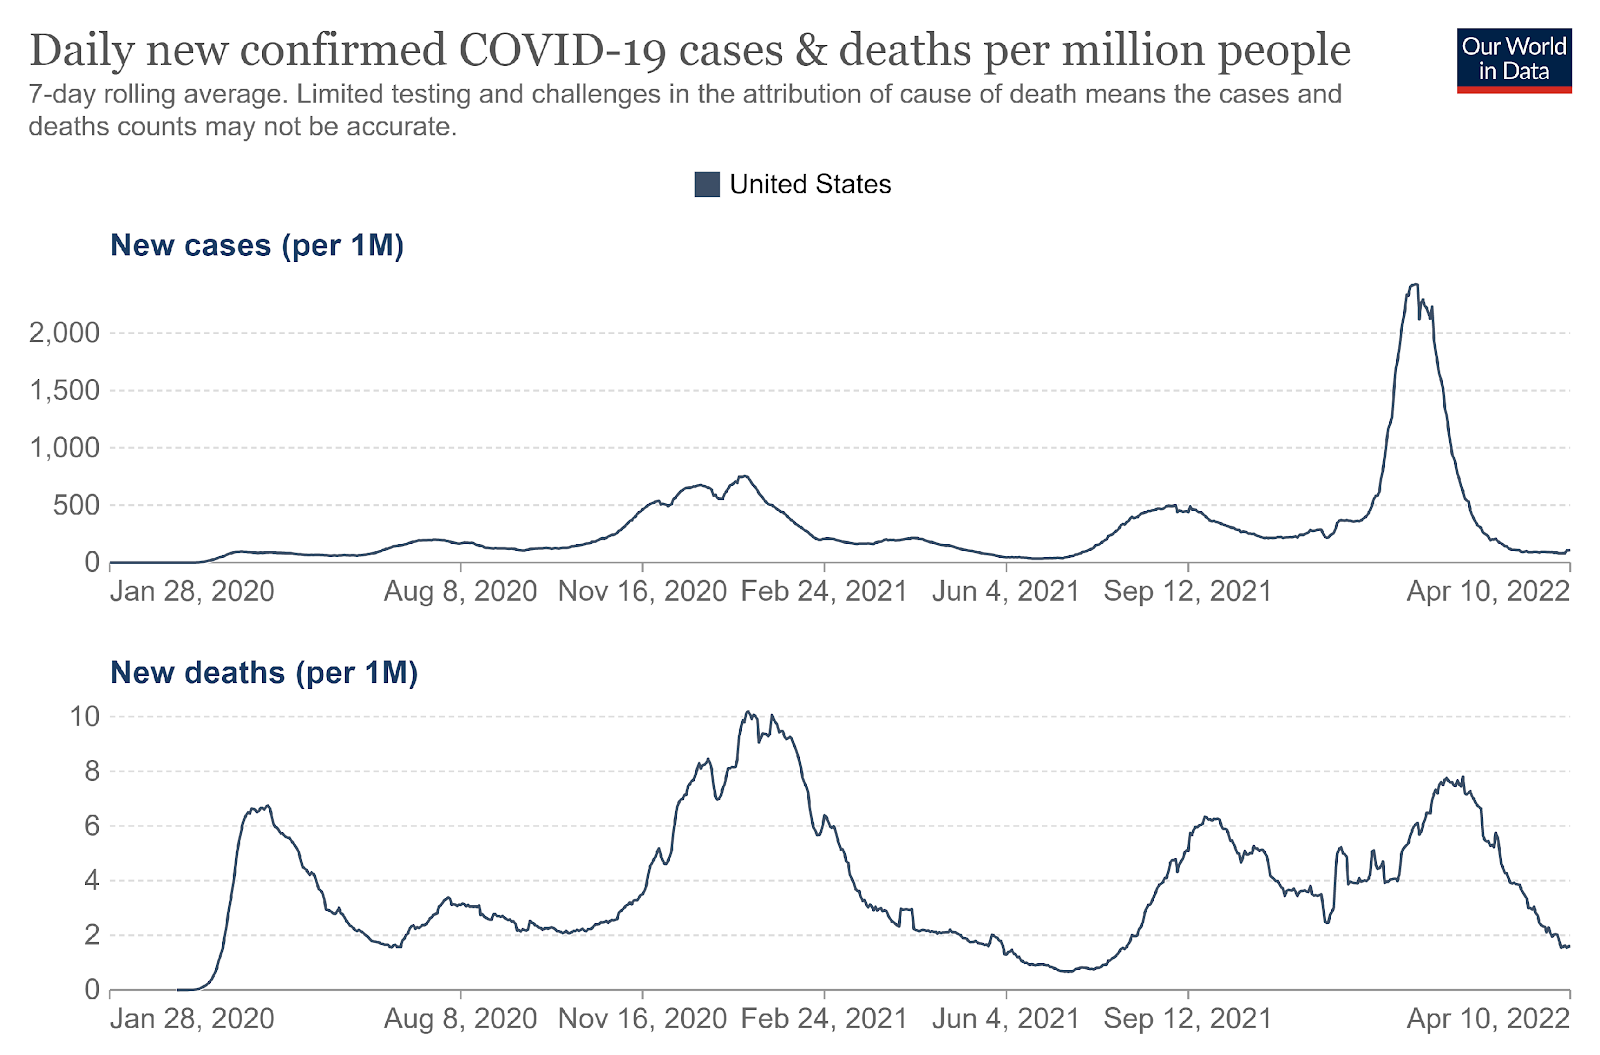 Daily new confirmed COVID-19 cases & deaths per million people
Our World
in Data
7-day rolling average. Limited testing and challenges in the attribution of cause of death means the cases and
deaths counts may not be accurate.
United States
New cases (per 1M)
2,000
1,500
1,000
500
0
Jan 28, 2020 Aug 8, 2020 Nov 16, 2020 Feb 24, 2021 Jun 4, 2021 Sep 12, 2021 Apr 10, 2022
New deaths (per 1M)
10
8
6
4
2
0
Jan 28, 2020 Aug 8, 2020 Nov 16, 2020 Feb 24, 2021 Jun 4, 2021 Sep 12, 2021 Apr 10, 2022